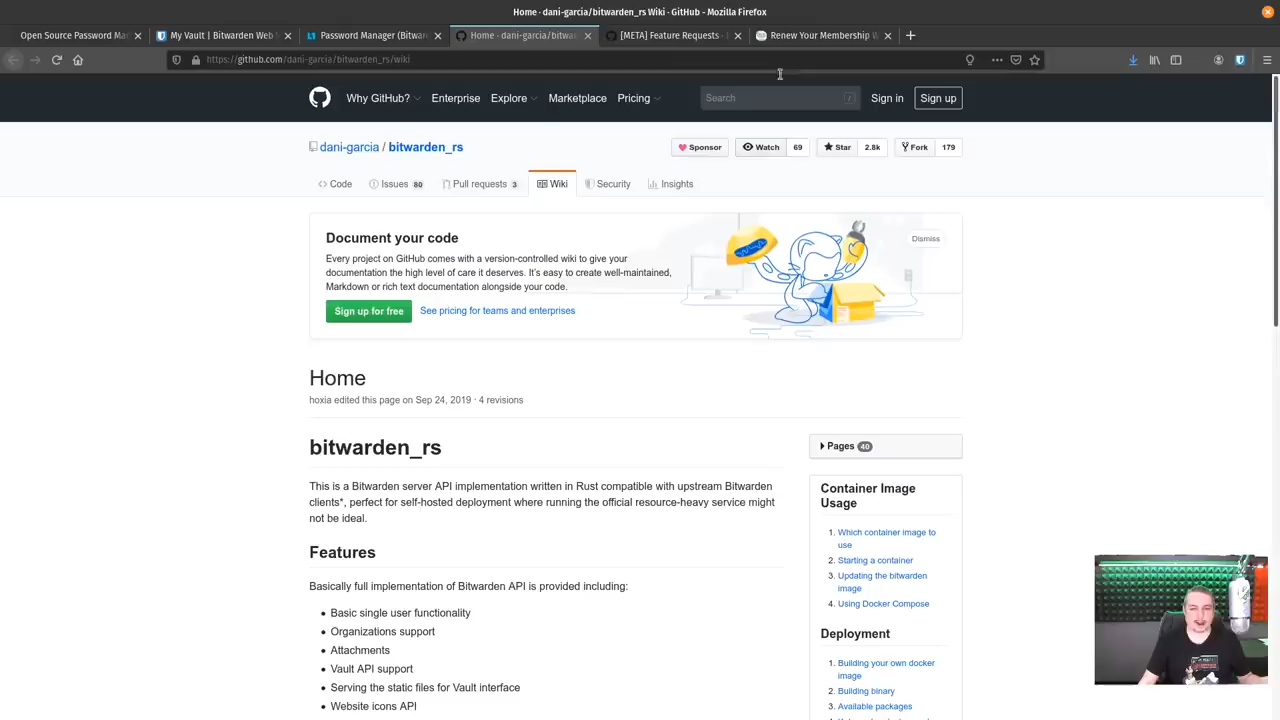 Home · dani-garcia/bitwarden_rs Wiki · GitHub - Mozilla Firefox
Open Source Password Ma
My Vault | Bitwarden Web
Password Manager (Bitwar
Home · dani-garcia/bitwar
[META] Feature Requests ·
Renew Your Membership
https://github.com/dani-garcia/bitwarden_rs/wiki
Why GitHub? Enterprise Explore Marketplace Pricing Search / Sign in Sign up
dani-garcia / bitwarden_rs
Sponsor Watch 69 Star 2.8k Fork 179
Code Issues 80 Pull requests 3 Wiki Security Insights
Document your code
Dismiss
Every project on GitHub comes with a version-controlled wiki to give your
documentation the high level of care it deserves. It's easy to create well-maintained,
Markdown or rich text documentation alongside your code.
Sign up for free See pricing for teams and enterprises
Home
hoxia edited this page on Sep 24, 2019 · 4 revisions
bitwarden_rs
This is a Bitwarden server API implementation written in Rust compatible with upstream Bitwarden
clients*, perfect for self-hosted deployment where running the official resource-heavy service might
not be ideal.
Features
Basically full implementation of Bitwarden API is provided including:
• Basic single user functionality
• Organizations support
• Attachments
• Vault API support
• Serving the static files for Vault interface
• Website icons API
Pages 40
Container Image
Usage
1. Which container image to
use
2. Starting a container
3. Updating the bitwarden
image
4. Using Docker Compose
Deployment
1. Building your own docker
image
2. Building binary
3. Available packages